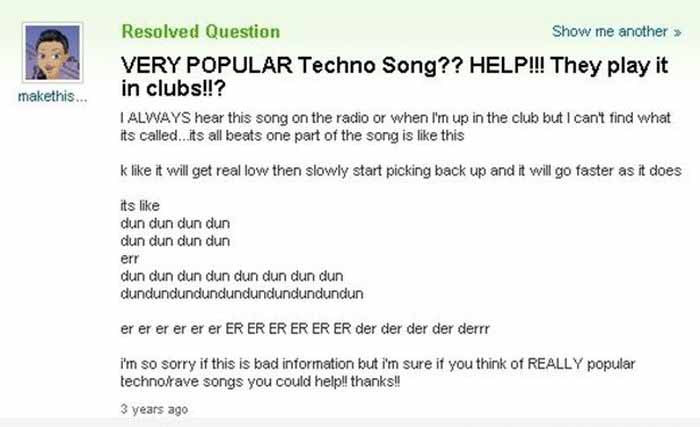 Resolved Question
Show me another »
makethis...
VERY POPULAR Techno Song?? HELP!!! They play it
in clubs!!?
I ALWAYS hear this song on the radio or when I'm up in the club but I can't find what
its called...its all beats one part of the song is like this
k like it will get real low then slowly start picking back up and it will go faster as it does
its like
dun dun dun dun
dun dun dun dun
err
dun dun dun dun dun dun dun dun
dundundundundundundundundundun
er er er er er er ER ER ER ER ER ER der der der der derrr
i'm so sorry if this is bad information but i'm sure if you think of REALLY popular
techno/rave songs you could help!! thanks!!
3 years ago